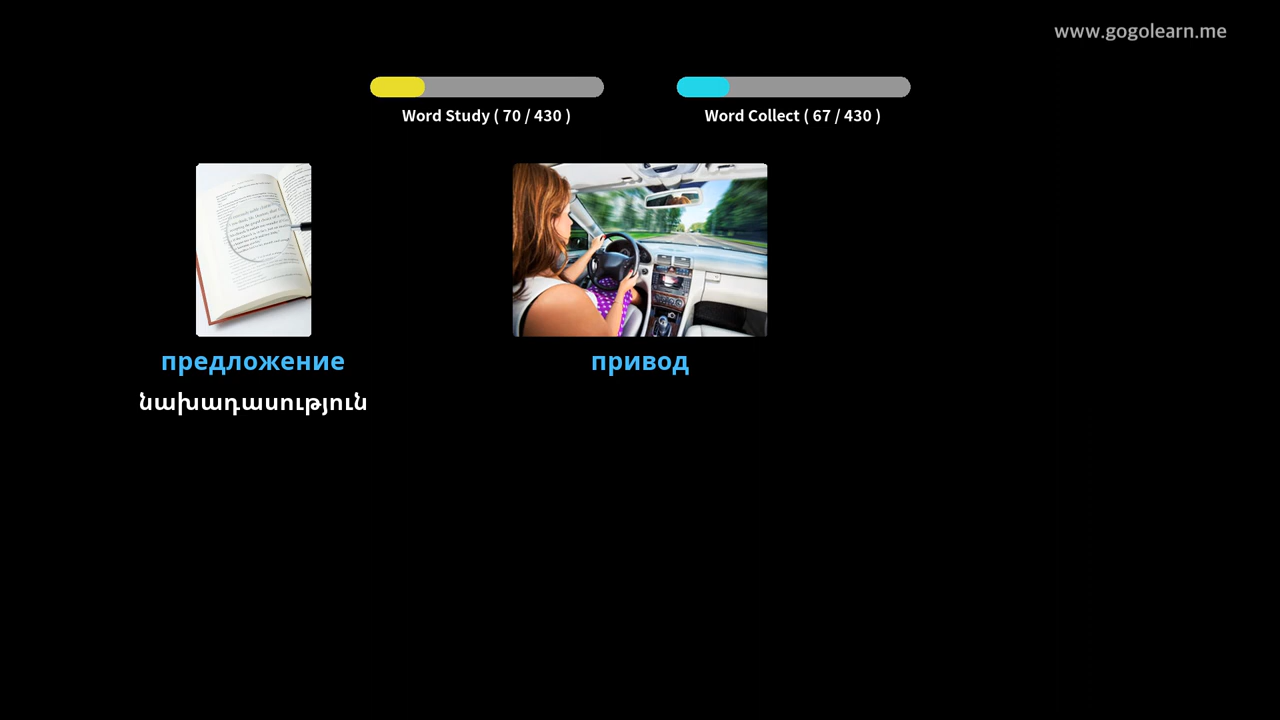 www.gogolearn.me
Word Study ( 70 / 430 )
Word Collect ( 67 / 430 )
предложение
привод
նախադասություն